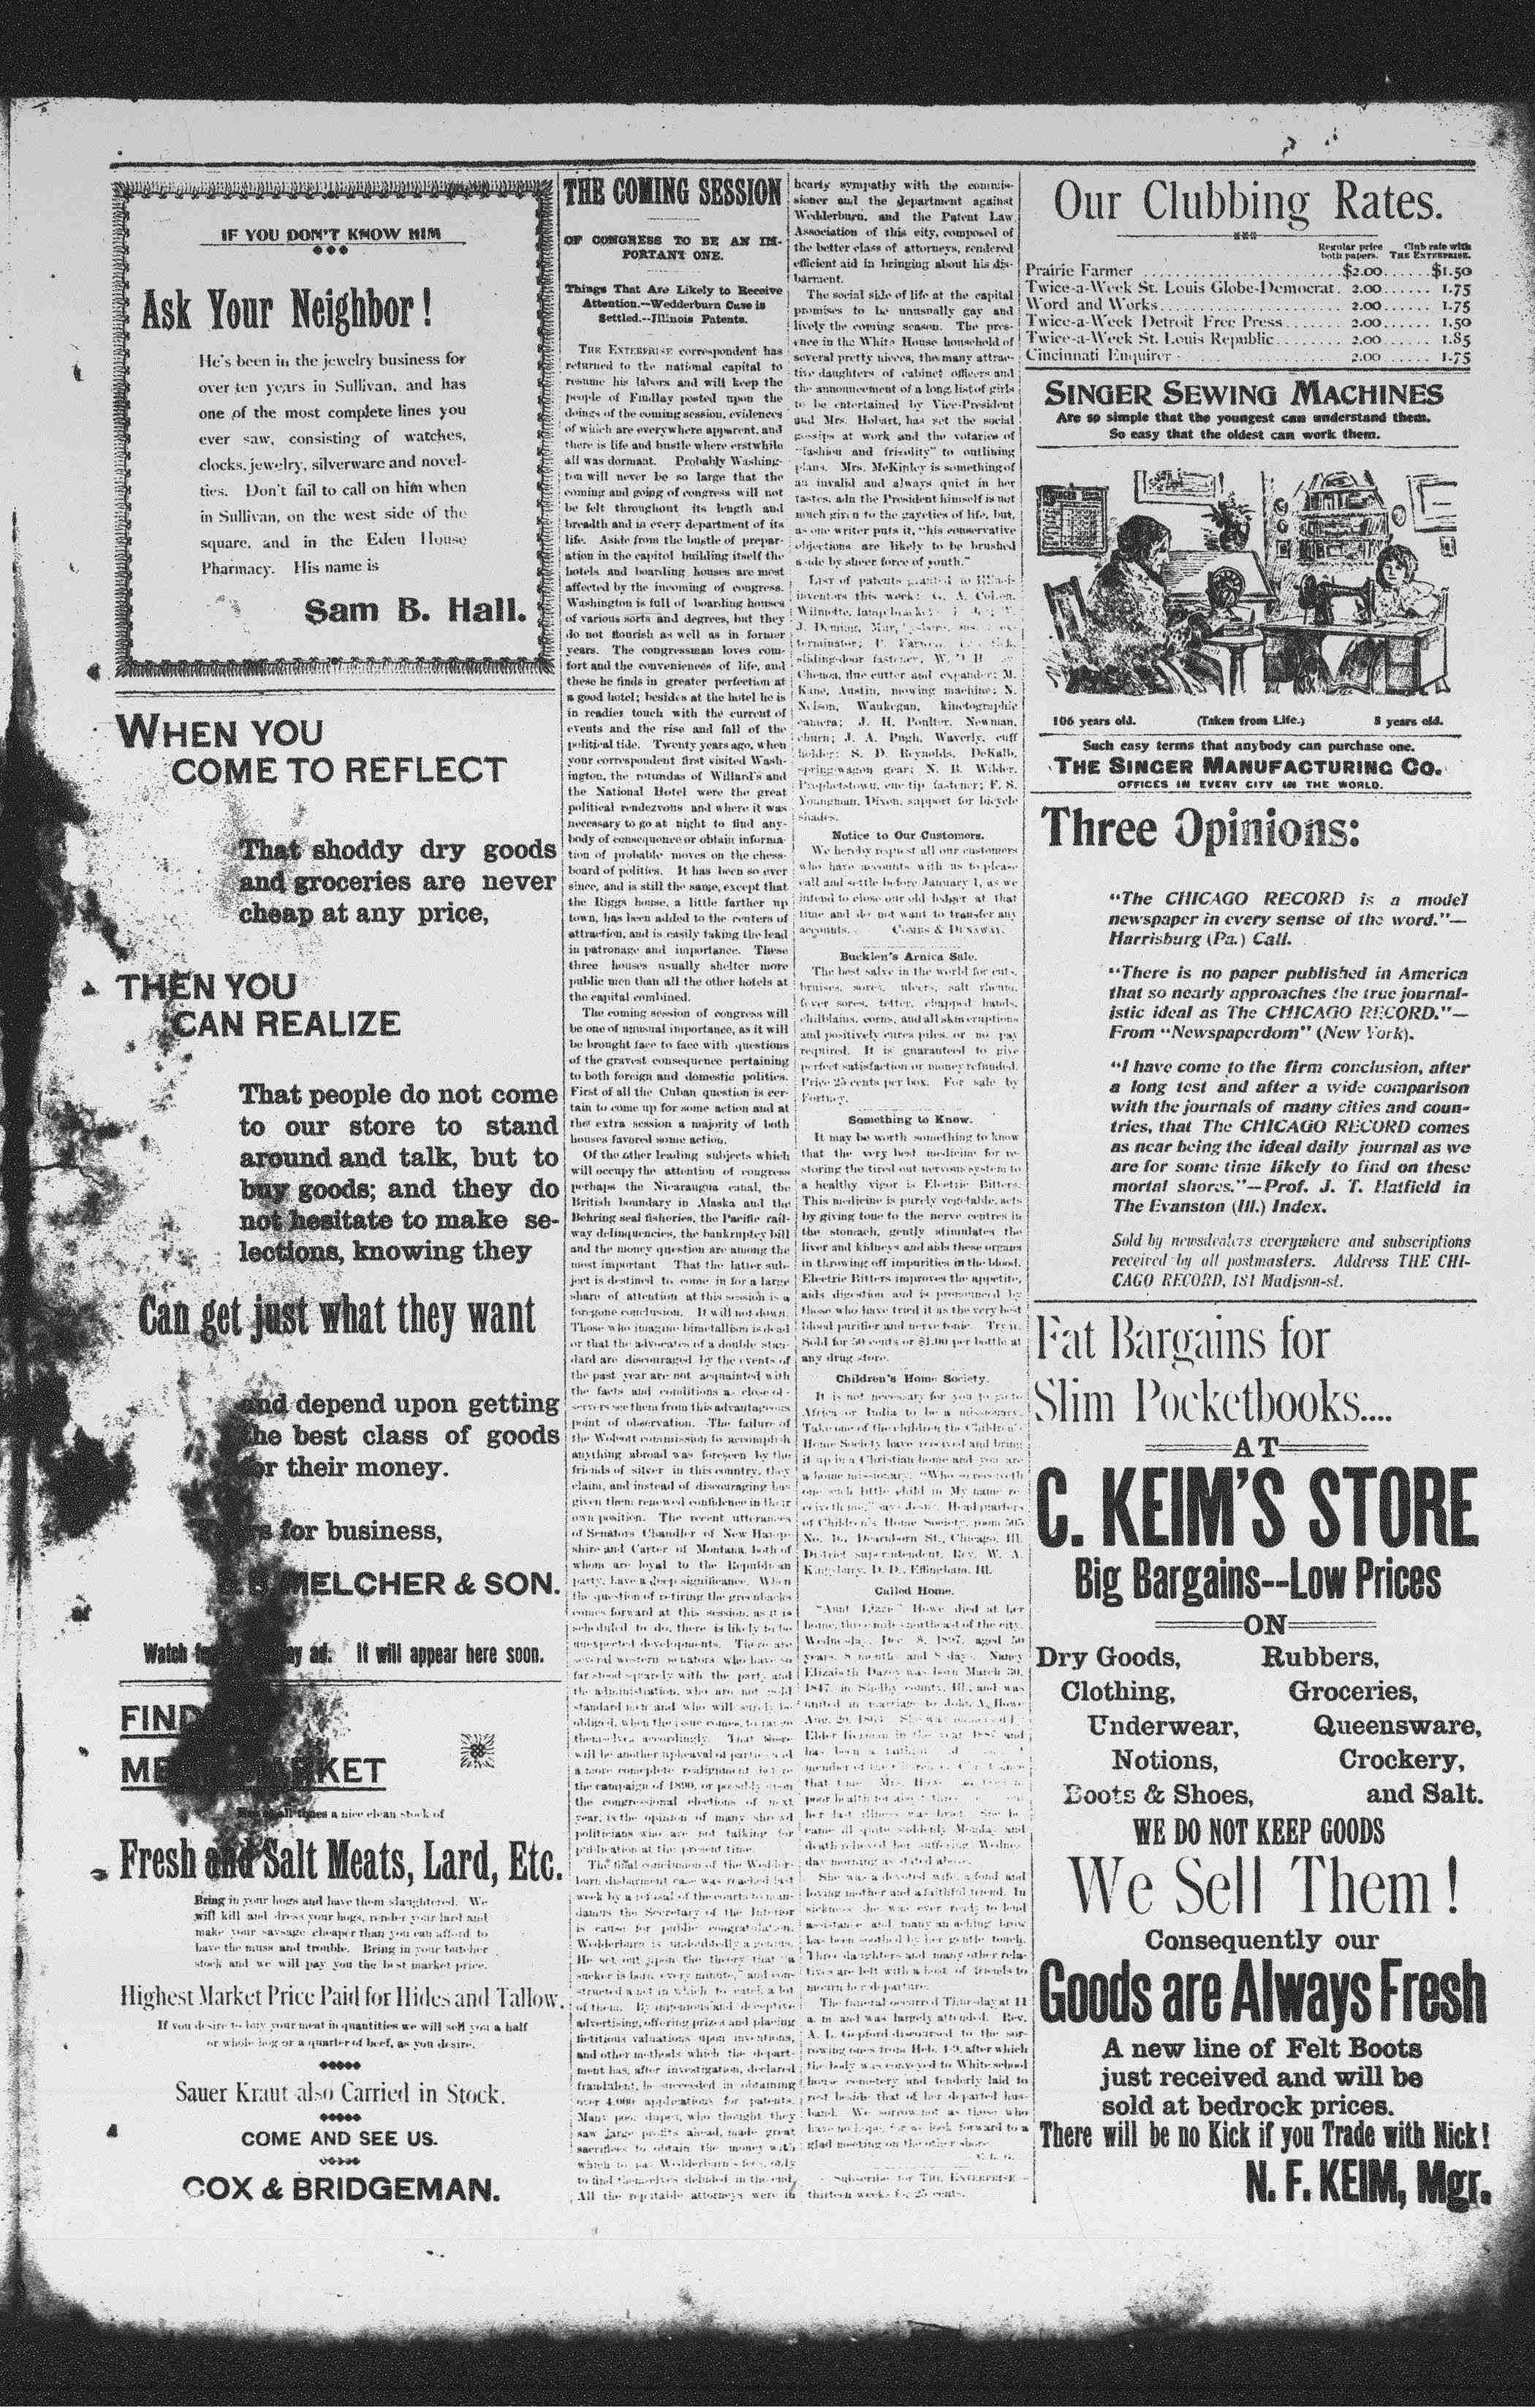 IF YOU DON'T KNOW HIM
Ask Your Neighbor!
He's been in the jewelry business for
over ten years in Sullivan, and has
one of the most complete lines you
ever saw, consisting of watches,
clocks, jewelry, silverware and novel-
ties. Don't fail to call on him when
in Sullivan, on the west side of the
square, and in the Eden House
Pharmacy. His name is
Sam B. Hall.
WHEN YOU
COME TO REFLECT
That shoddy dry goods
and groceries are never
cheap at any price,
THEN YOU
CAN REALIZE
That people do not come
to our store to stand
around and talk, but to
buy goods; and they do
not hesitate to make se-
lections, knowing they
Can get just what they want
and depend upon getting
the best class of goods
for their money.
for business,
MELCHER & SON.
Watch ad. It will appear here soon.
FIND
MARKET
a nice clean stock of
Fresh and Salt Meats, Lard, Etc.
Bring in your hogs and have them slaughtered. We
will kill and dress your hogs, render your lard and
make your savsage cheaper than you can afford to
have the muss and trouble. Bring in your butcher
stock and we will pay you the best market price.
Highest Market Price Paid for Hides and Tallow.
If you desire to buy your meat in quantities we will sell you a half
or whole hog or a quarter of beef, as you desire.
Sauer Kraut also Carried in Stock.
COME AND SEE US.
COX & BRIDGEMAN.
THE COMING SESSION
OF CONGRESS TO BE AN IM-
PORTANT ONE.
Things That Are Likely to Receive
Attention.--Wedderburn Case is
Settled.--Illinois Patents.
THE ENTERPRISE correspondent has
returned to the national capital to
resume his labors and will keep the
people of Findlay posted upon the
doings of the coming session, evidences
of which are everywhere apparent, and
there is life and bustle where erstwhile
all was dormant. Probably Washing-
ton will never be so large that the
coming and going of congress will not
be felt throughout its length and
breadth and in every department of its
life. Aside from the bustle of prepar-
ation in the capitol building itself the
hotels and boarding houses are most
affected by the incoming of congress.
Washington is full of boarding houses
of various sorts and degrees, but they
do not flourish as well as in former
years. The congressman loves com-
fort and the conveniences of life, and
these he finds in greater perfection at
a good hotel; besides at the hotel he is
in readier touch with the current of
events and the rise and fall of the
political tide. Twenty years ago, when
your correspondent first visited Wash-
ington, the rotundas of Willard's and
the National Hotel were the great
political rendezvous and where it was
necessary to go at night to find any-
body of consequence or obtain informa-
tion of probable moves on the chess-
board of politics. It has been so ever
since, and is still the same, except that
the Riggs house, a little farther up
town, has been added to the centers of
attraction, and is easily taking the lead
in patronage and importance. These
three houses usually shelter more
public men than all the other hotels at
the capital combined.
The coming session of congress will
be one of unusual importance, as it will
be brought face to face with questions
of the gravest consequence pertaining
to both foreign and domestic politics.
First of all the Cuban question is cer-
tain to come up for some action and at
the extra session a majority of both
houses favored some action.
Of the other leading subjects which
will occupy the attention of congress
perhaps the Nicaraugua canal, the
British boundary in Alaska and the
Behring seal fisheries, the Pacific rail-
way delinquencies, the bankruptcy bill
and the money question are among the
most important That the latter sub-
ject is destined to come in for a large
share of attention at this session is a
foregone conclusion. It will not down.
Those who imagine bimetallism is dead
or that the advocates of a double stan-
dard are discouraged by the events of
the past year are not acquainted with
the facts and conditions as close ob-
servers see them from this advantageous
point of observation. The failure of
the Wolcott commission to accomplish
anything abroad was foreseen by the
friends of silver in this country, they
claim, and instead of discouraging has
given them renewed confidence in their
own position. The recent utterances
of Senators Chandler of New Hamp-
shire and Carter of Montana, both of
whom are loyal to the Republican
party, have a deep significance. When
the question of retiring the greenbacks
comes forward at this session, as it is
scheduled to do, there is likely to be
unexpected developments. There are
several western senators who have so
far stood squarely with the party and
the administration, who are not gold
standard men and who will surely be
obliged, when the issue comes, to range
themselves accordingly. That there
will be another upheaval of parties and
a more complete realignment before
the campaign of 1890, or possibly upon
the congressional elections of next
year, is the opinion of many shrewd
politicians who are not talking for
publication at the present time.
The final conclusion of the Wedder-
burn disbarment case was reached last
week by a refusal of the courts to man-
damus the Secretary of the Interior
is cause for public congratulation.
Wedderburn is undoubtedly a genius.
He set out upon the theory that "a
sucker is born every minute," and con-
structed a net in which to catch a lot
of them. By ingenious and deceptive
advertising, offering prizes and placing
fictitious valuations upon inventions,
and other methods which the depart-
ment has, after investigation, declared
fraudulent, he succeeded in obtaining
over 4,000 applications for patents.
Many poor dupes, who thought they
saw large profits ahead, made great
sacrifices to obtain the money with
which to pay Wedderburn's fees, only
to find themselves deluded in the end.
All the reputable attorneys were in
hearty sympathy with the commis-
sioner and the department against
Wedderburn, and the Patent Law
Association of this city, composed of
the better class of attorneys, rendered
efficient aid in bringing about his dis-
barment.
The social side of life at the capital
promises to be unusually gay and
lively the coming season. The pres-
ence in the White House household of
several pretty nieces, the many attrac-
tive daughters of cabinet officers and
the announcement of a long list of girls
to be entertained by Vice-President
and Mrs. Hobart, has set the social
gossips at work and the votaries of
"fashion and frivolity" to outlining
plans. Mrs. McKinley is something of
an invalid and always quiet in her
tastes, adn the President himself is not
much given to the gayeties of life, but,
as one writer puts it, "his conservative
objections are likely to be brushed
aside by sheer force of youth."
List of patents granted to Illinois
inventors this week: G. A. Colton,
Wilmette, lamp bracket;
J. Deming,
terminator; P.
sliding-door fastener, W.
Chenoa, flue cutter and expander; M.
Kane, Austin, mowing machine; N.
Nelson, Waukegan, kinetographic
camera; J. H. Poulter, Newman,
churn; J. A. Pugh, Waverly, cuff
holder; S. D. Reynolds, DeKalb,
spring-wagon gear; N. B. Wilder,
Prophetstown, eve tip fastener; F. S.
Youngman, Dixon, support for bicycle
shades.
Notice to Our Customers.
We hereby request all our customers
who have accounts with us to please
call and settle before January 1, as we
intend to close our old ledger at that
time and do not want to transfer any
accounts. COMBS & DUNAWAY.
Bucklen's Arnica Sale.
The best salve in the world for cuts,
bruises, sores, ulcers, salt rheum,
fever sores, tetter, chapped hands,
chilblains, corns, and all skin eruptions
and positively cures piles, or no pay
required. It is guaranteed to give
perfect satisfaction or money refunded.
Price 25 cents per box. For sale by
Fortney.
Something to Know.
It may be worth something to know
that the very best medicine for re-
storing the tired out nervous system to
a healthy vigor is Electric Bitters.
This medicine is purely vegetable, acts
by giving tone to the nerve centres in
the stomach, gently stimulates the
liver and kidneys and aids these organs
in throwing off impurities in the blood.
Electric Bitters improves the appetite,
aids digestion and is pronounced by
those who have tried it as the very best
blood purifier and nerve tonic. Try it.
Sold for 50 cents or $1.00 per bottle at
any drug store.
Children's Home Society.
It is not necessary for you to go to
Africa or India to be a missionary.
Take one of the children the Children's
Home Society have received and bring
it up in a Christian home and you are
a home missionary. "Who so receiveth
one such little child in My name re-
ceiveth me," says Jesus. Headquarters
of Children's Home Society, room 505
No. Dearborn St., Chicago, Ill.
District superintendent, Rev. W. A.
Kingsbury, D. D., Effingham, Ill.
Called Home.
"Aunt Lizzie" Howe died at her
home, three miles northeast of the city,
Wednesday, Dec. 8, 1897, aged 50
years, 8 months and 8 days. Nancy
Elizabeth Dazey was born March 30,
1847, in Shelby county, Ill., and was
united in marriage to John A. Howe
Aug. 20,
Elder in the year 1887 and
has been a
member of the
that time. Mrs.
poor health for
her last illness was brief. She be-
came ill quite suddenly Monday and
death relieved her suffering Wednes-
day morning as stated above.
She was a devoted wife, a fond and
loving mother and a faithful friend. In
sickness she was ever ready to lend
assistance and many an aching brow
has been soothed by her gentle touch.
Three daughters and many other rela-
tives are left with a host of friends to
mourn her departure.
The funeral occurred Thursday at 11
a. m and was largely attended. Rev.
A. L. Gepford discoursed to the sor-
rowing ones from Heb. 4-9, after which
the body was conveyed to White school
house cemetery and tenderly laid to
rest beside that of her departed hus-
band. We sorrow not as those who
have no hope, for we look forward to a
glad meeting on the other shore.
Subscribe for THE ENTERPRISE
thirteen weeks for 25 cents.
Our Clubbing Rates.
Regular price both papers. Club rate with THE ENTERPRISE.
Prairie Farmer $2.00 $1.50
Twice-a-Week St. Louis Globe-Democrat. 2.00 1.75
Word and Works 2.00 1.75
Twice-a-Week Detroit Free Press 2.00 1.50
Twice-a-Week St. Louis Republic 2.00 1.85
Cincinnati Enquirer 2.00 1.75
SINGER SEWING MACHINES
Are so simple that the youngest can understand them.
So easy that the oldest can work them.
106 years old. (Taken from Life.) 8 years old.
Such easy terms that anybody can purchase one.
THE SINGER MANUFACTURING CO.
OFFICES IN EVERY CITY IN THE WORLD.
Three Opinions:
"The CHICAGO RECORD is a model
newspaper in every sense of the word."—
Harrisburg (Pa.) Call.
"There is no paper published in America
that so nearly approaches the true journal-
istic ideal as The CHICAGO RECORD."—
From "Newspaperdom" (New York).
"I have come to the firm conclusion, after
a long test and after a wide comparison
with the journals of many cities and coun-
tries, that The CHICAGO RECORD comes
as near being the ideal daily journal as we
are for some time likely to find on these
mortal shores."—Prof. J. T. Hatfield in
The Evanston (Ill.) Index.
Sold by newsdealers everywhere and subscriptions
received by all postmasters. Address THE CHI-
CAGO RECORD, 181 Madison-st.
Fat Bargains for
Slim Pocketbooks....
AT
C. KEIM'S STORE
Big Bargains--Low Prices
ON
Dry Goods, Rubbers,
Clothing, Groceries,
Underwear, Queensware,
Notions, Crockery,
Boots & Shoes, and Salt.
WE DO NOT KEEP GOODS
We Sell Them!
Consequently our
Goods are Always Fresh
A new line of Felt Boots
just received and will be
sold at bedrock prices.
There will be no Kick if you Trade with Nick!
N. F. KEIM, Mgr.